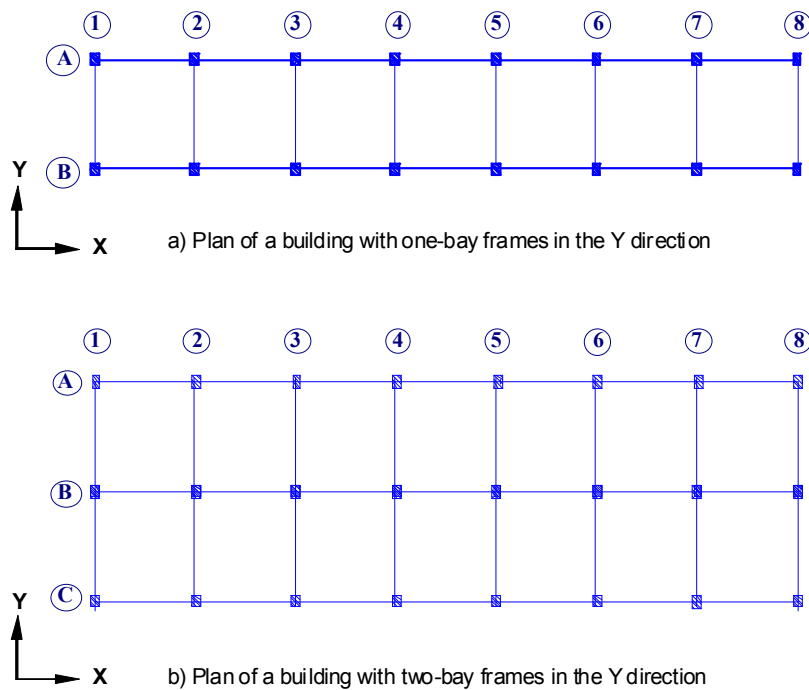 1 2 3 4 5 6 7 8
A
B
Y
X
a) Plan of a building with one-bay frames in the Y direction
1 2 3 4 5 6 7 8
A
B
C
Y
X
b) Plan of a building with two-bay frames in the Y direction